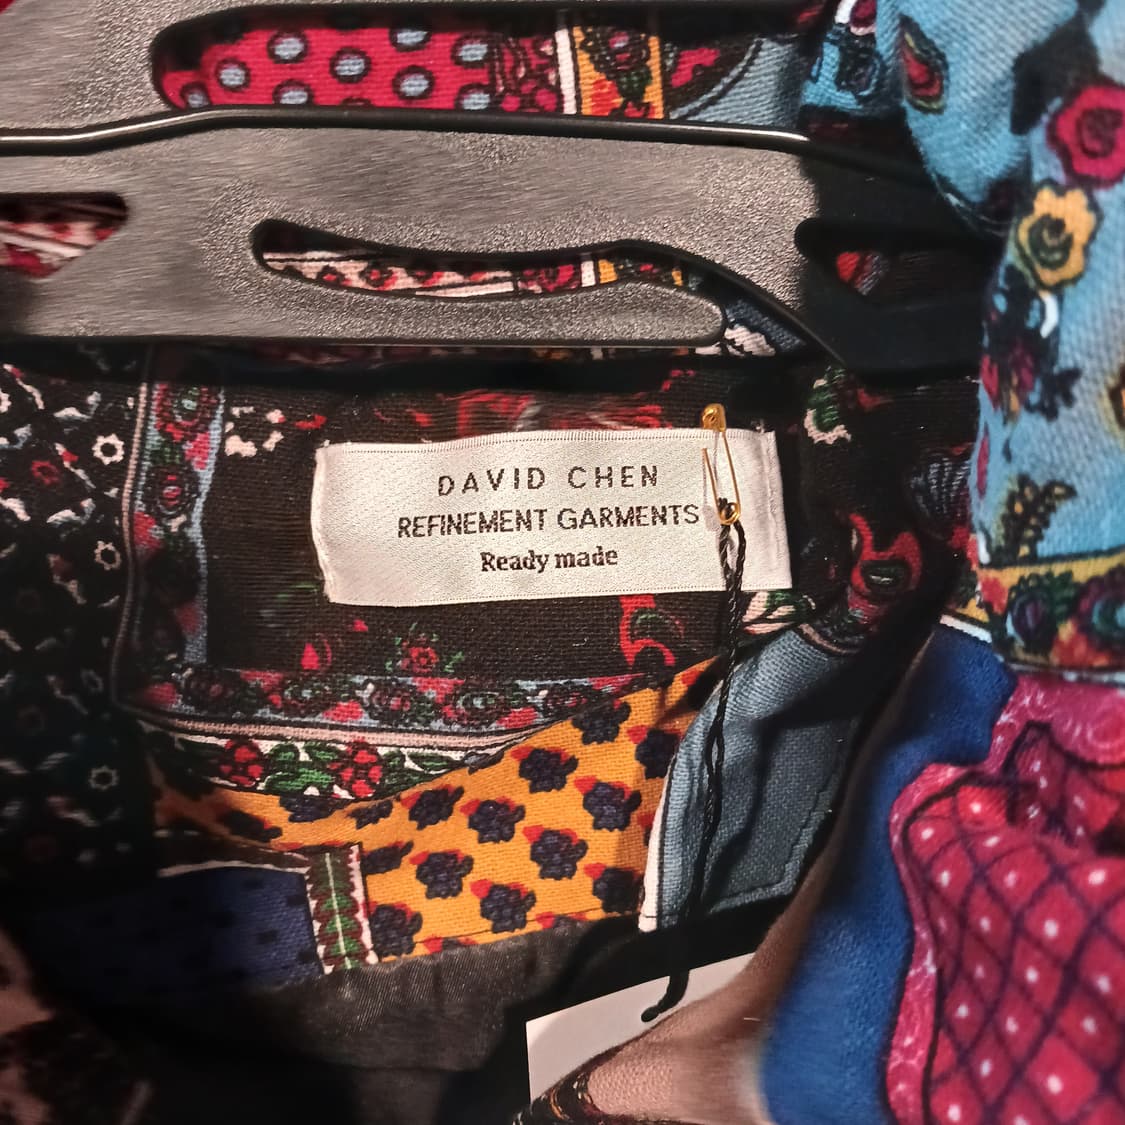 DAVID CHEN
REFINEMENT GARMENTS
Ready made